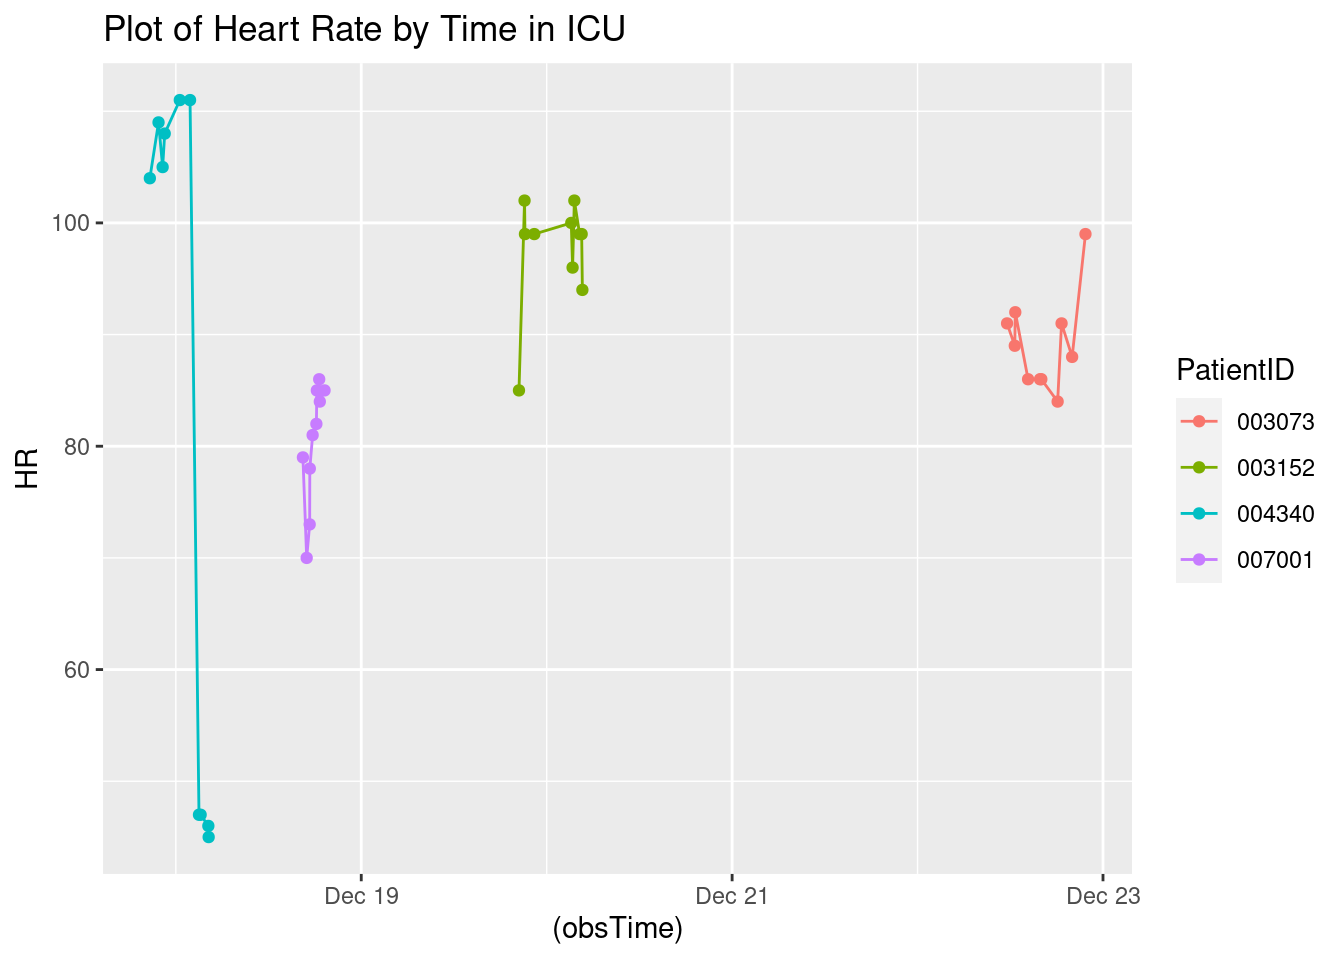 Plot of Heart Rate by Time in ICU
100
80
60
HR
Dec 19
Dec 21
Dec 23
(obsTime)
PatientID
003073
003152
004340
007001